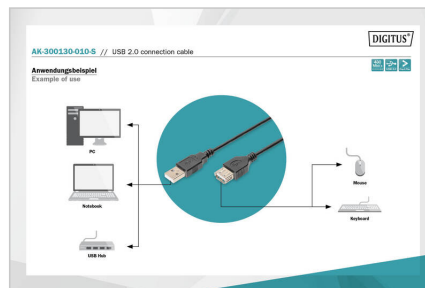 DIGITUS®
AK-300130-010-S // USB 2.0 connection cable
Anwendungsbeispiel
Example of use
PC
Notebook
USB Hub
Mouse
Keyboard